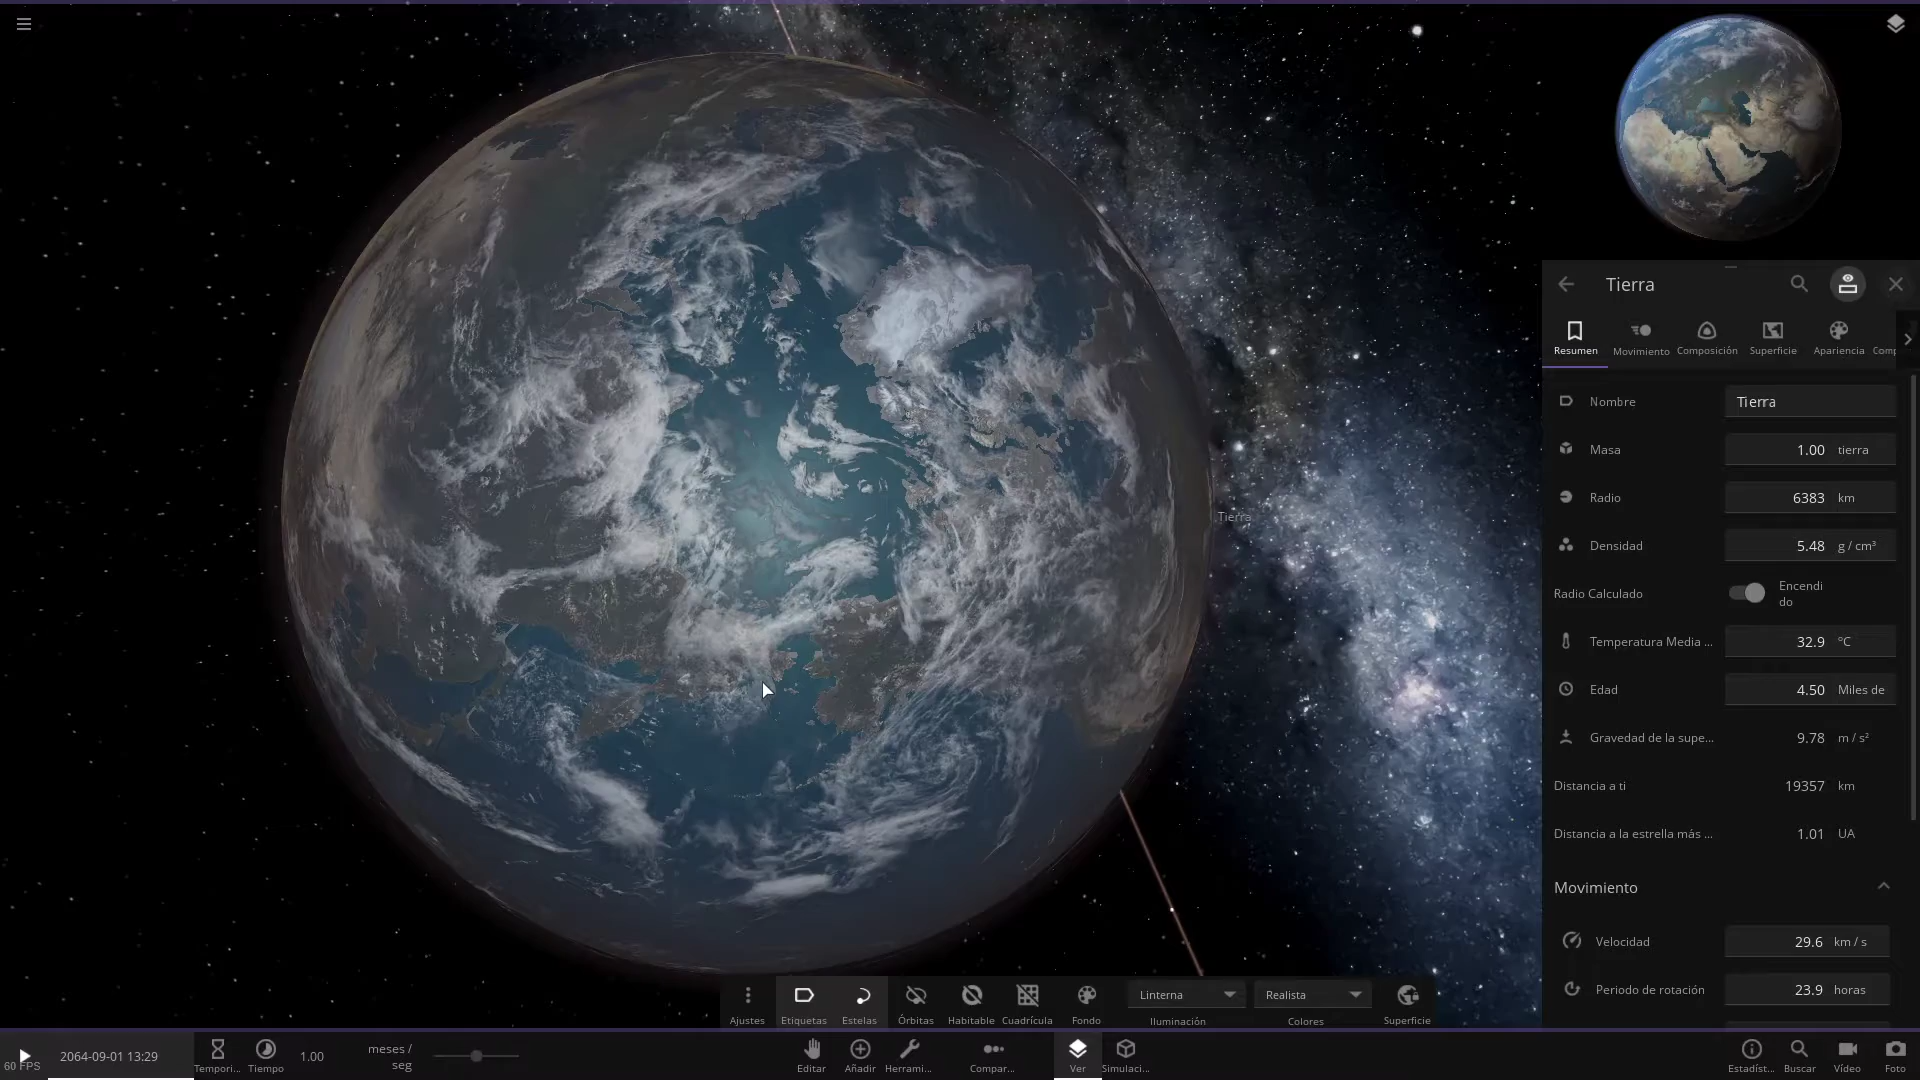 Tierra
Resumen
Movimiento
Composición
Superficie
Apariencia
Comp
Nombre
Tierra
Masa
1.00 tierra
Radio
6383 km
Densidad
5.48 g / cm³
Radio Calculado
Encendi
do
Temperatura Media ...
32.9 °C
Edad
4.50 Miles de
Gravedad de la supe...
9.78 m / s²
Distancia a ti
19357 km
Distancia a la estrella más ...
1.01 UA
Movimiento
Velocidad
29.6 km / s
Periodo de rotación
23.9 horas
Tierra
Linterna
Realista
Ajustes
Etiquetas
Estelas
Órbitas
Habitable
Cuadrícula
Fondo
Iluminación
Colores
Superficie
60 FPS
2064-09-01 13:29
Tempori...
Tiempo
1.00
meses /
seg
Editar
Añadir
Herrami...
Compar...
Ver
Simulaci...
Estadíst...
Buscar
Vídeo
Foto